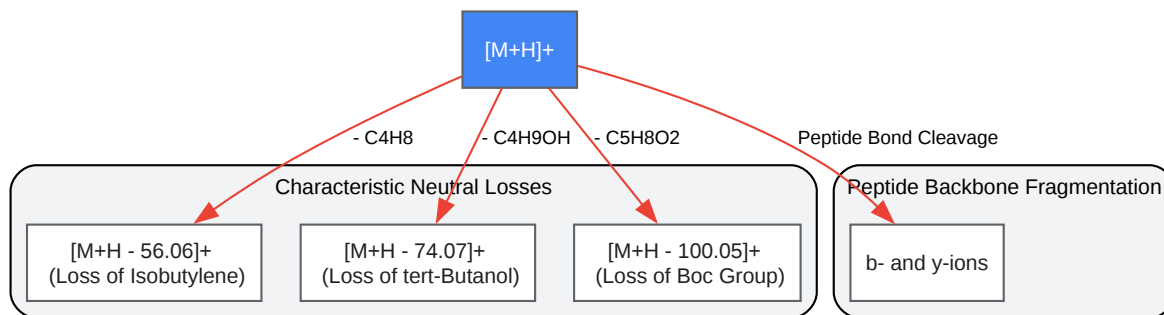 [M+H]+
- C4H8
- C4H9OH
- C5H8O2
Peptide Bond Cleavage
Characteristic Neutral Losses
Peptide Backbone Fragmentation
[M+H - 56.06]+
(Loss of Isobutylene)
[M+H - 74.07]+
(Loss of tert-Butanol)
[M+H - 100.05]+
(Loss of Boc Group)
b- and y-ions